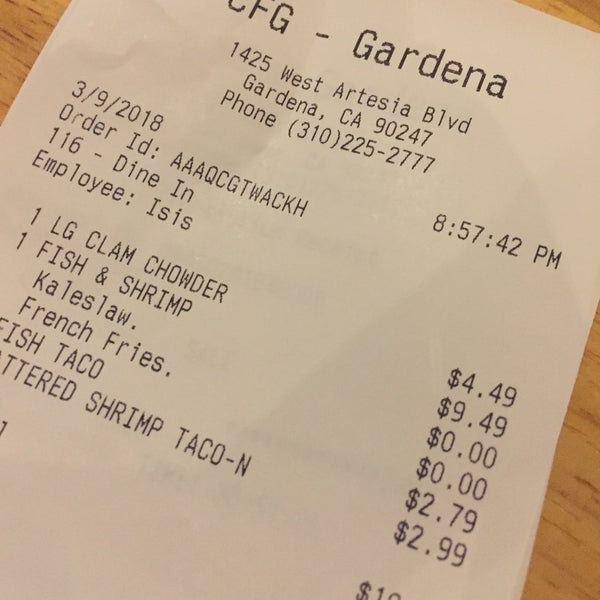 CFG - Gardena
1425 West Artesia Blvd
Gardena, CA 90247
Phone (310)225-2777
3/9/2018 8:57:42 PM
Order Id: AAAQCGTWACKH
116 - Dine In
Employee: Isis
1 LG CLAM CHOWDER $4.49
1 FISH & SHRIMP $9.49
Kaleslaw. $0.00
French Fries. $0.00
FISH TACO $2.79
ATTERED SHRIMP TACO-N $2.99